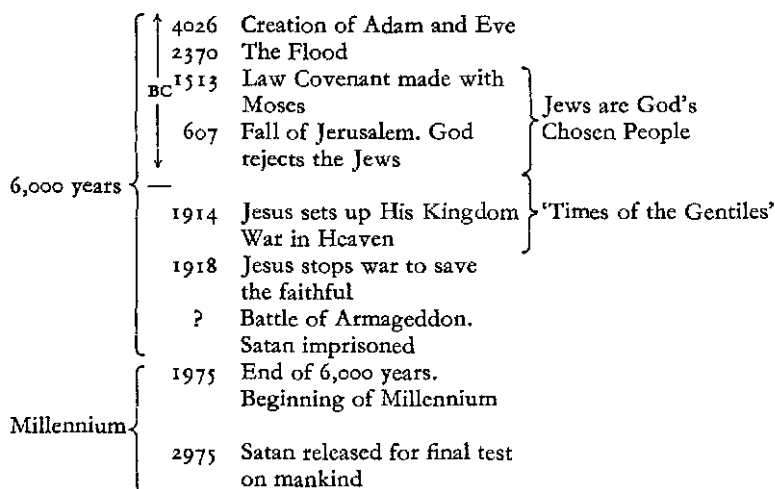 4026 Creation of Adam and Eve
2370 The Flood
BC 1513 Law Covenant made with
Moses
607 Fall of Jerusalem. God
rejects the Jews
Jews are God's
Chosen People
6,000 years
1914 Jesus sets up His Kingdom
War in Heaven
'Times of the Gentiles'
1918 Jesus stops war to save
the faithful
? Battle of Armageddon.
Satan imprisoned
1975 End of 6,000 years.
Beginning of Millennium
Millennium
2975 Satan released for final test
on mankind